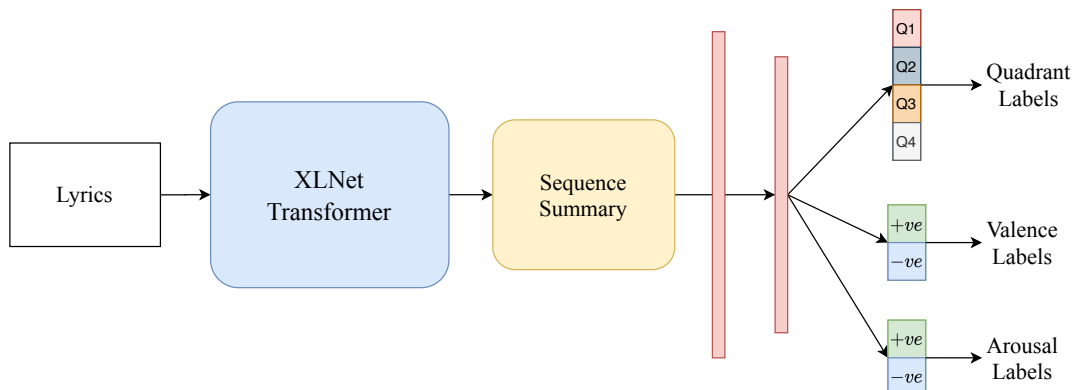 Lyrics
XLNet
Transformer
Sequence
Summary
Q1
Q2
Q3
Q4
Quadrant
Labels
+ve
−ve
Valence
Labels
+ve
−ve
Arousal
Labels